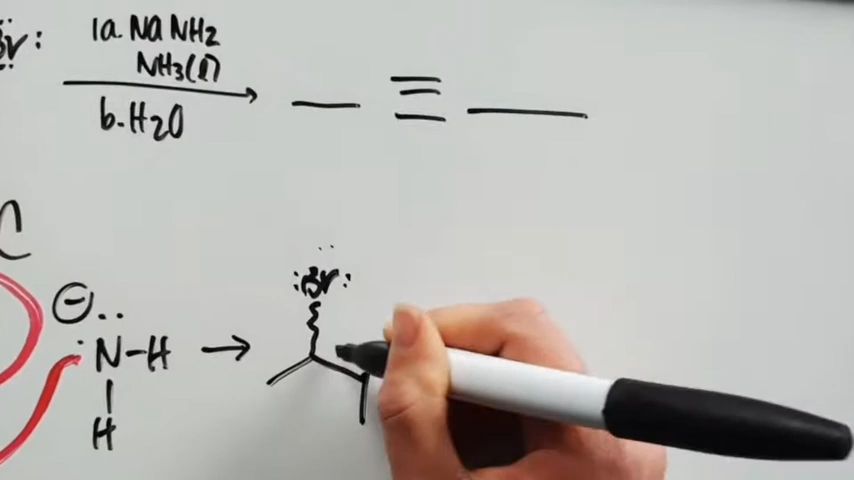 Br:
1a. NaNH2
NH3(l)
b. H2O
C
:Br:
⊖
:N-H →
H